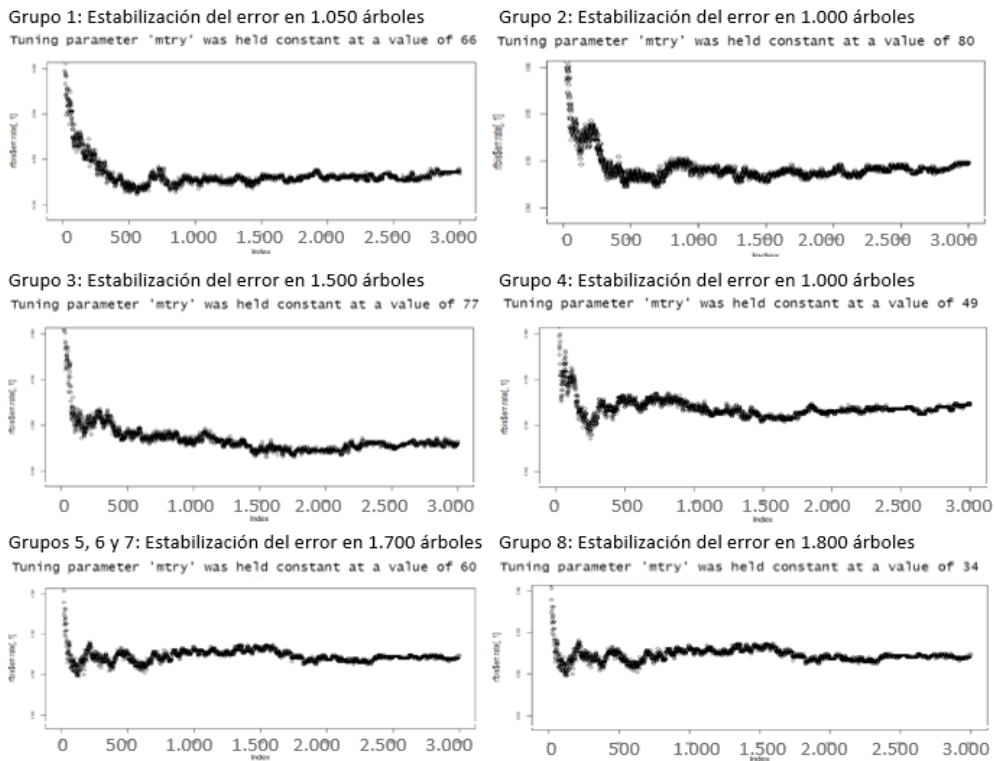 Grupo 1: Estabilización del error en 1.050 árboles
Tuning parameter 'mtry' was held constant at a value of 66
0 500 1.000 1.500 2.000 2.500 3.000
Index
Grupo 2: Estabilización del error en 1.000 árboles
Tuning parameter 'mtry' was held constant at a value of 80
0 500 1.000 1.500 2.000 2.500 3.000
Grupo 3: Estabilización del error en 1.500 árboles
Tuning parameter 'mtry' was held constant at a value of 77
0 500 1.000 1.500 2.000 2.500 3.000
Index
Grupo 4: Estabilización del error en 1.000 árboles
Tuning parameter 'mtry' was held constant at a value of 49
0 500 1.000 1.500 2.000 2.500 3.000
Index
Grupos 5, 6 y 7: Estabilización del error en 1.700 árboles
Tuning parameter 'mtry' was held constant at a value of 60
0 500 1.000 1.500 2.000 2.500 3.000
Index
Grupo 8: Estabilización del error en 1.800 árboles
Tuning parameter 'mtry' was held constant at a value of 34
0 500 1.000 1.500 2.000 2.500 3.000
Index